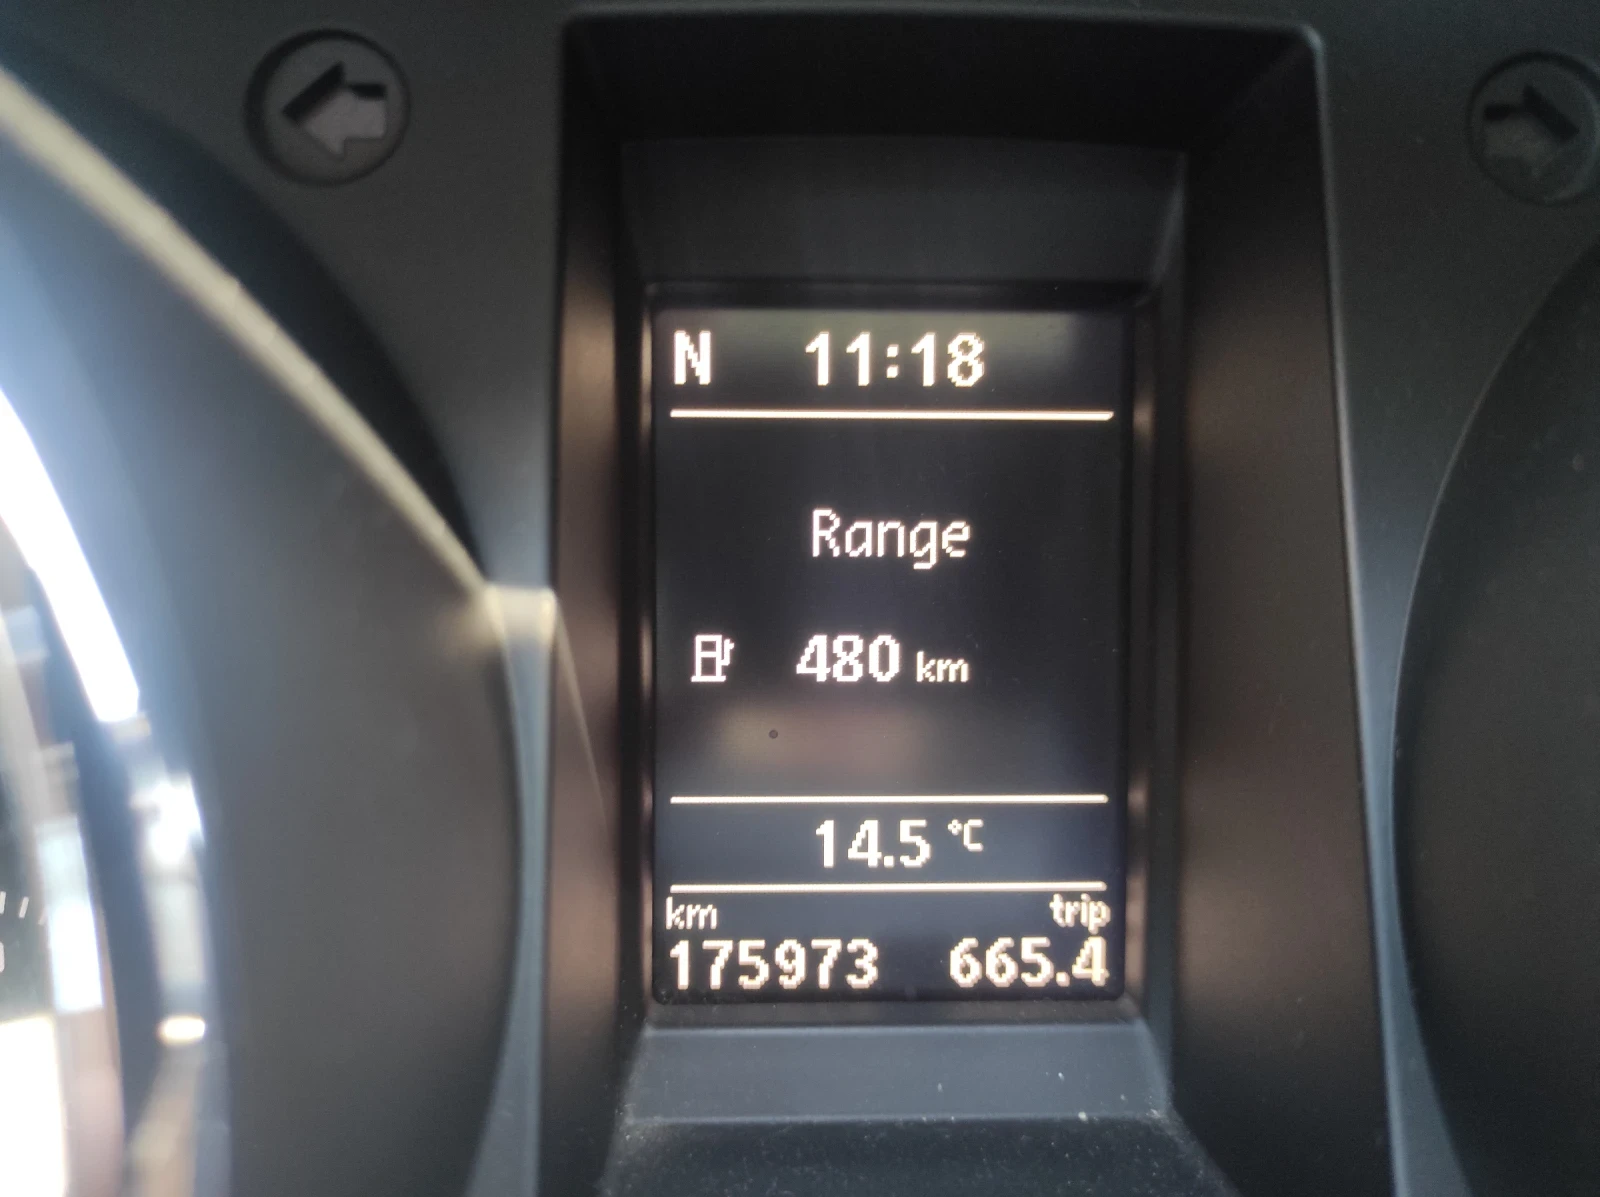 N 11:18
Range
480 km
14.5 °C
km trip
175973 665.4